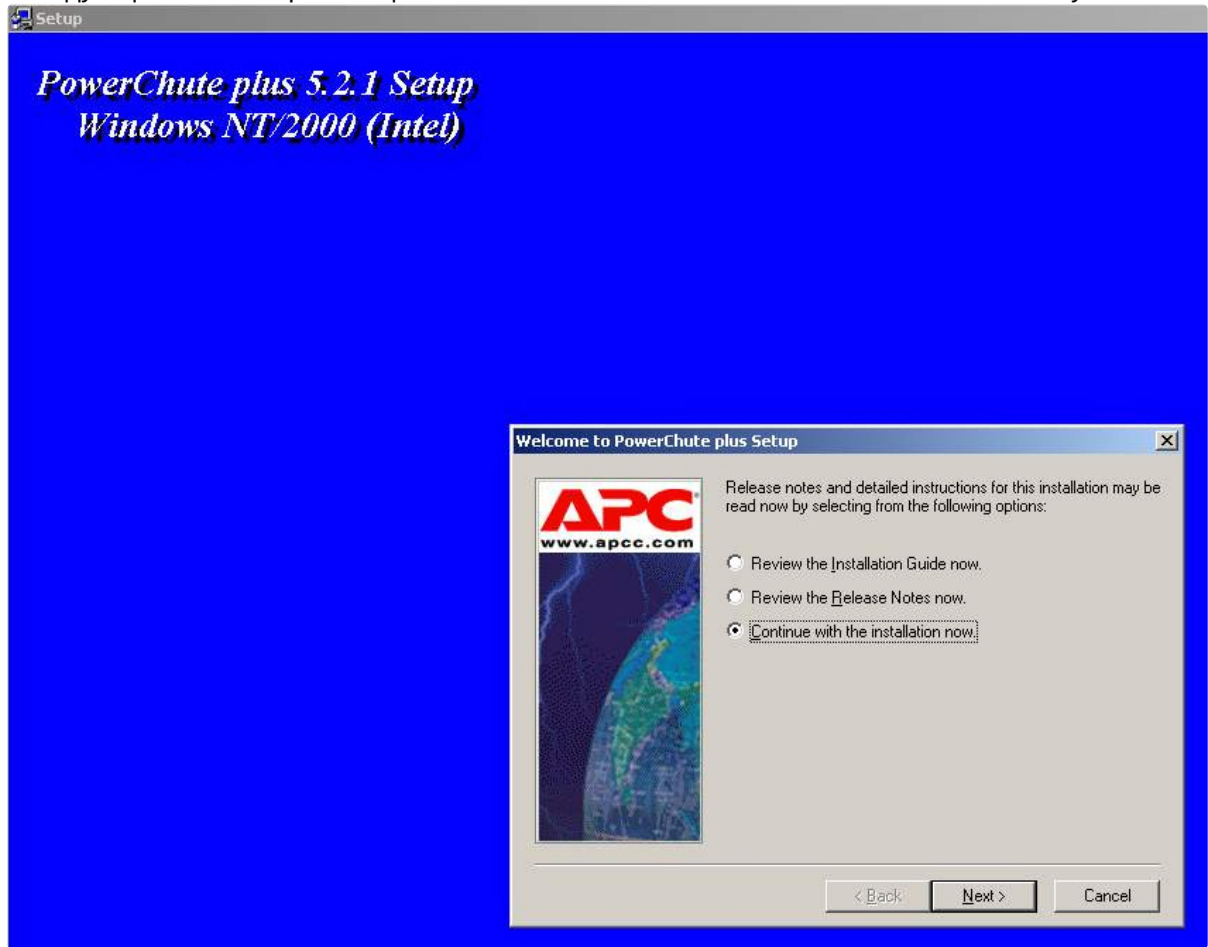 Setup
PowerChute plus 5.2.1 Setup
Windows NT/2000 (Intel)
Welcome to PowerChute plus Setup
APC
www.apcc.com
Release notes and detailed instructions for this installation may be
read now by selecting from the following options:
Review the Installation Guide now.
Review the Release Notes now.
Continue with the installation now.
< Back
Next >
Cancel